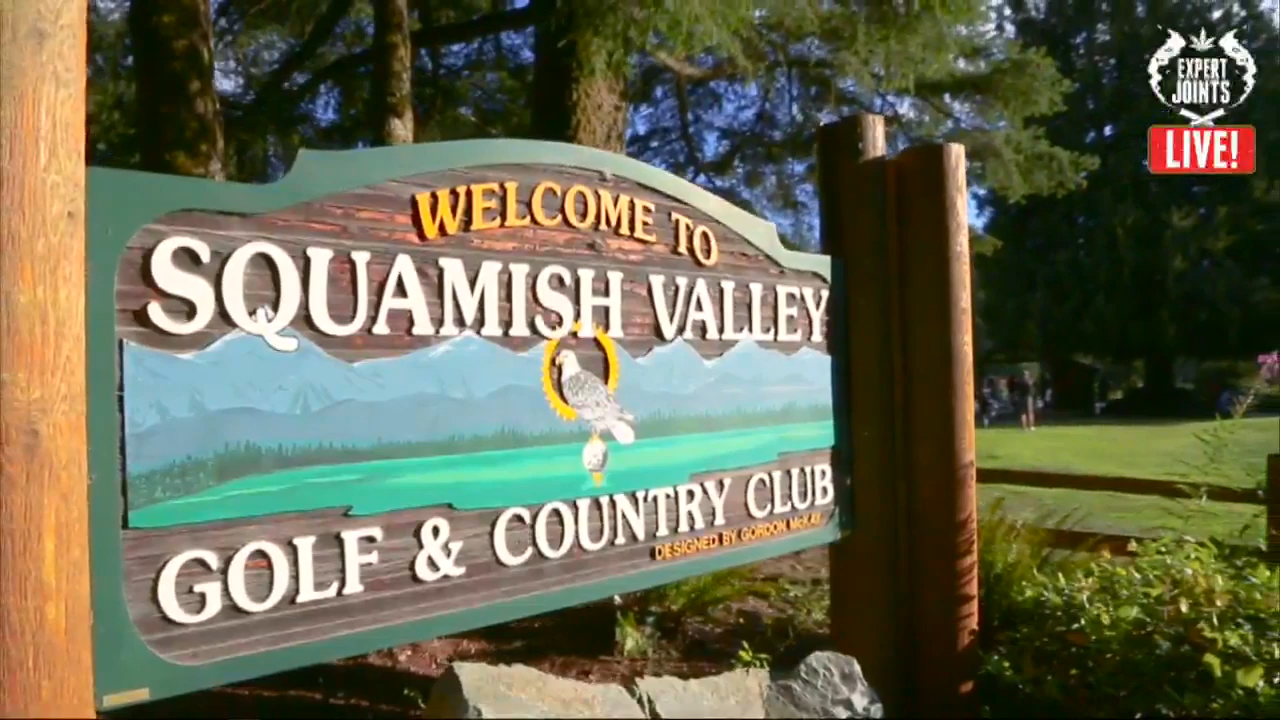 EXPERT
JOINTS
LIVE!
WELCOME TO
SQUAMISH VALLEY
GOLF & COUNTRY CLUB
DESIGNED BY GORDON McKAY